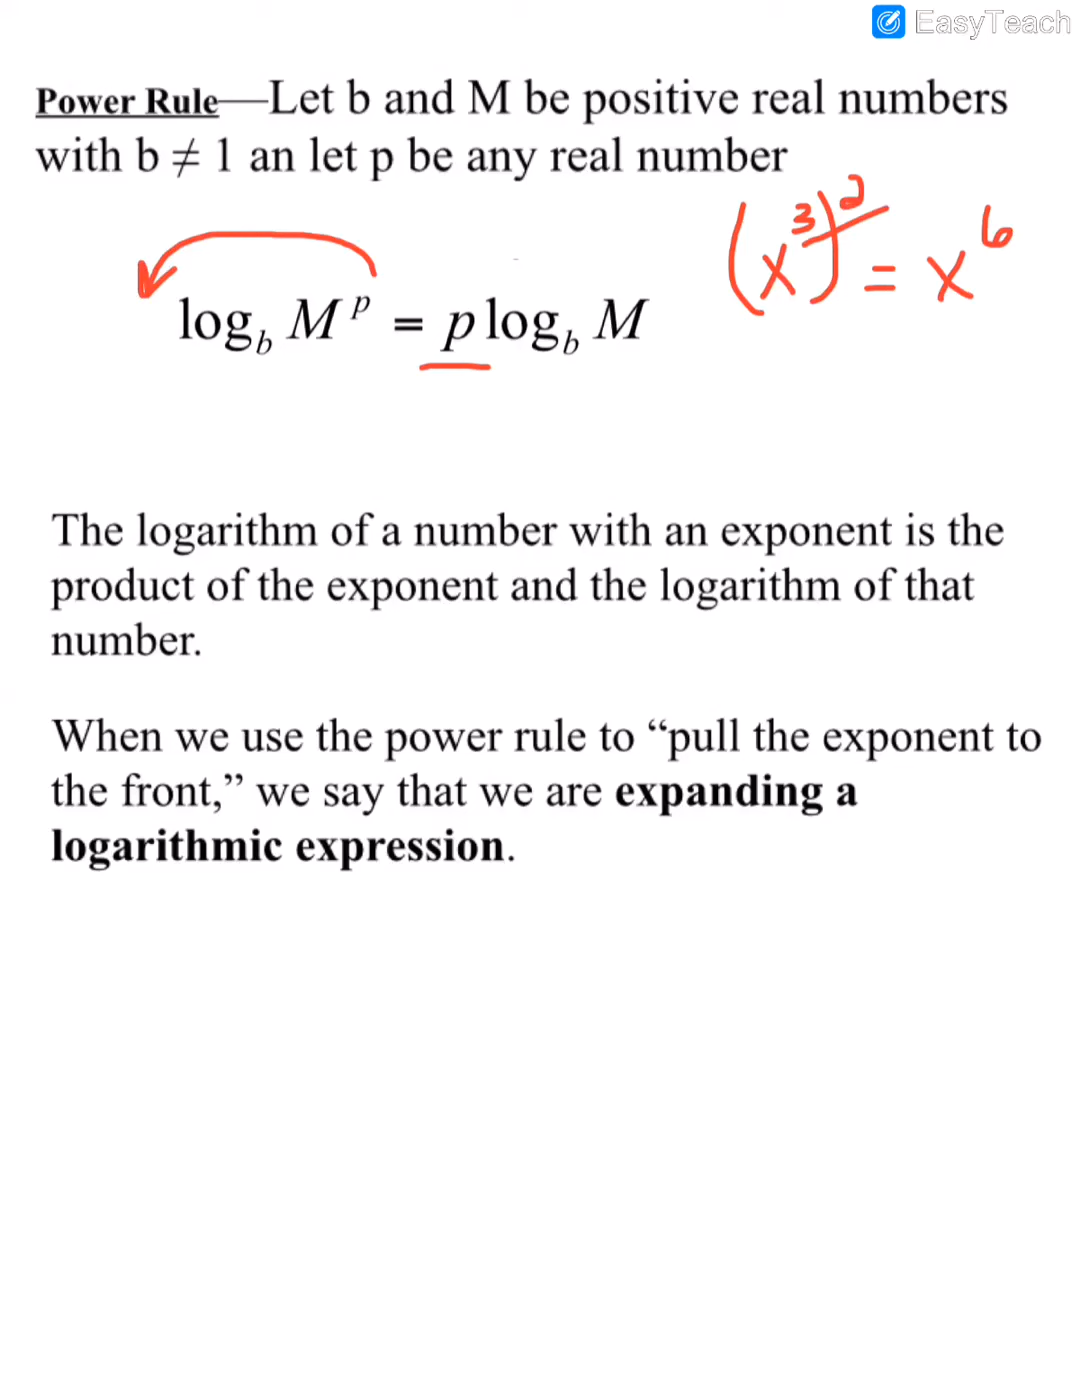 EasyTeach
Power Rule—Let b and M be positive real numbers
with b ≠ 1 an let p be any real number
(x³)² = x⁶
log_b M^p = p log_b M
The logarithm of a number with an exponent is the
product of the exponent and the logarithm of that
number.
When we use the power rule to “pull the exponent to
the front,” we say that we are expanding a
logarithmic expression.